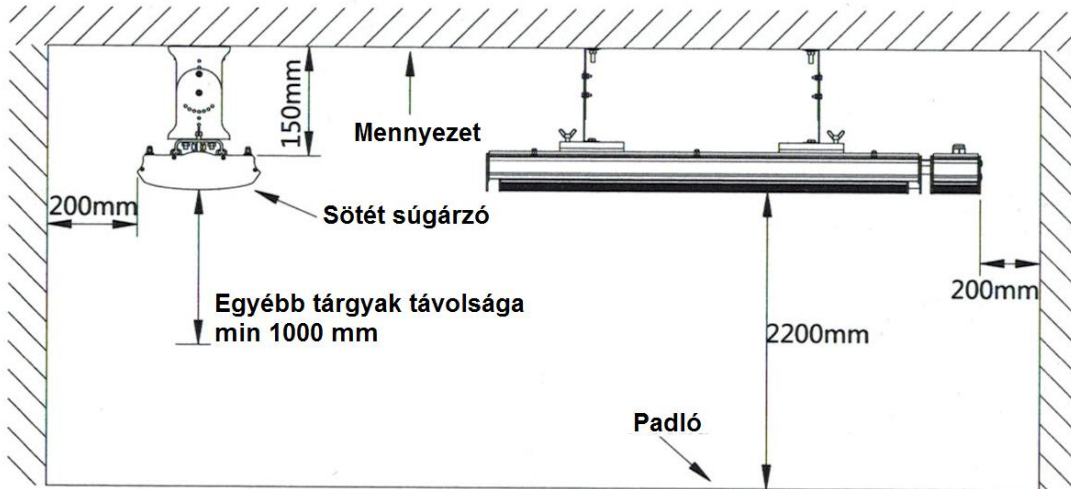 150mm
Mennyezet
200mm
Sötét súgárzó
Egyébb tárgyak távolsága
min 1000 mm
200mm
2200mm
Padló